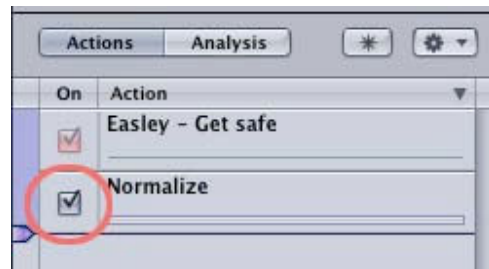 Actions Analysis
On Action
Easley - Get safe
Normalize